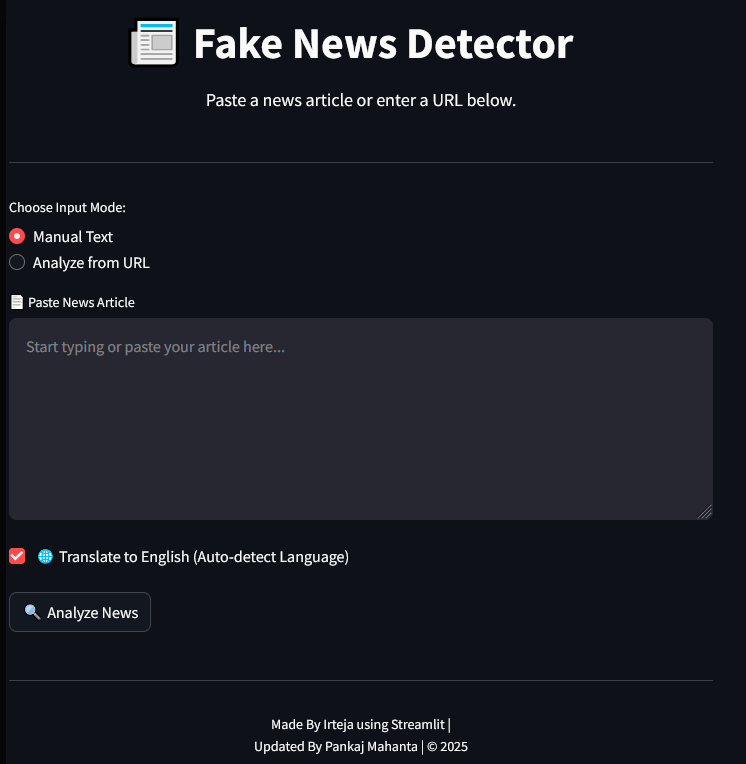 Fake News Detector
Paste a news article or enter a URL below.
Choose Input Mode:
Manual Text
Analyze from URL
Paste News Article
Start typing or paste your article here...
Translate to English (Auto-detect Language)
Analyze News
Made By Irteja using Streamlit |
Updated By Pankaj Mahanta | © 2025